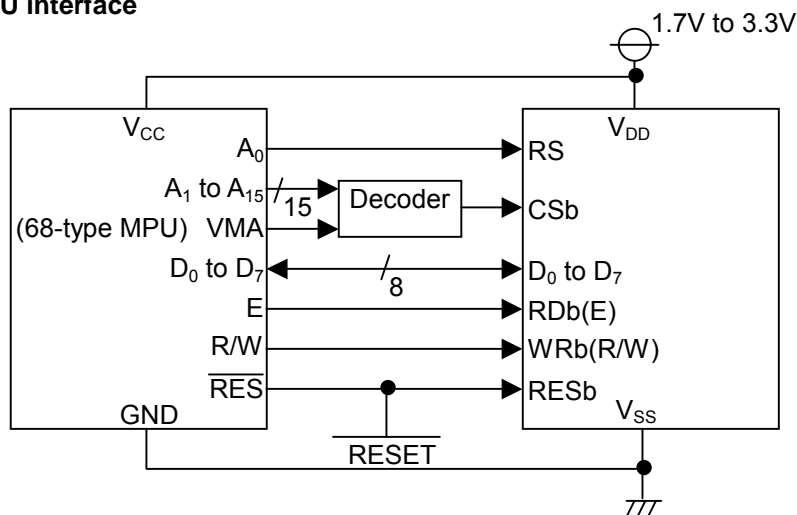 U Interface
1.7V to 3.3V
VCC
VDD
A0
RS
A1 to A15
15
Decoder
CSb
(68-type MPU)
VMA
D0 to D7
8
D0 to D7
E
RDb(E)
R/W
WRb(R/W)
RES
RESb
GND
RESET
VSS